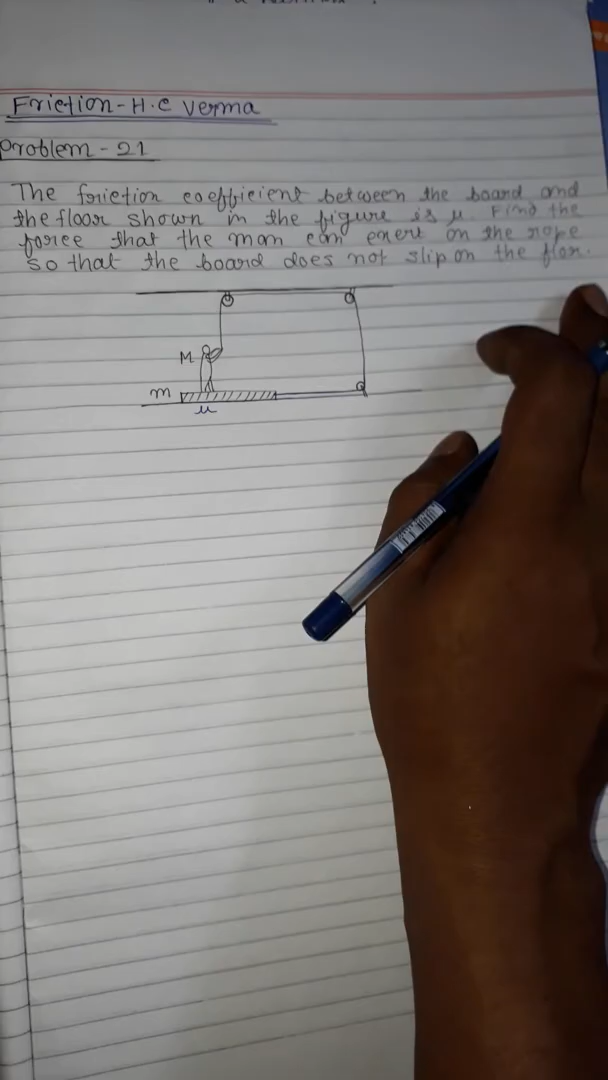 Friction-H.C Verma
Problem - 21
The friction coefficient between the board and
the floor shown in the figure is μ. Find the
force that the man can exert on the rope
so that the board does not slip on the flor.
M
m
μ